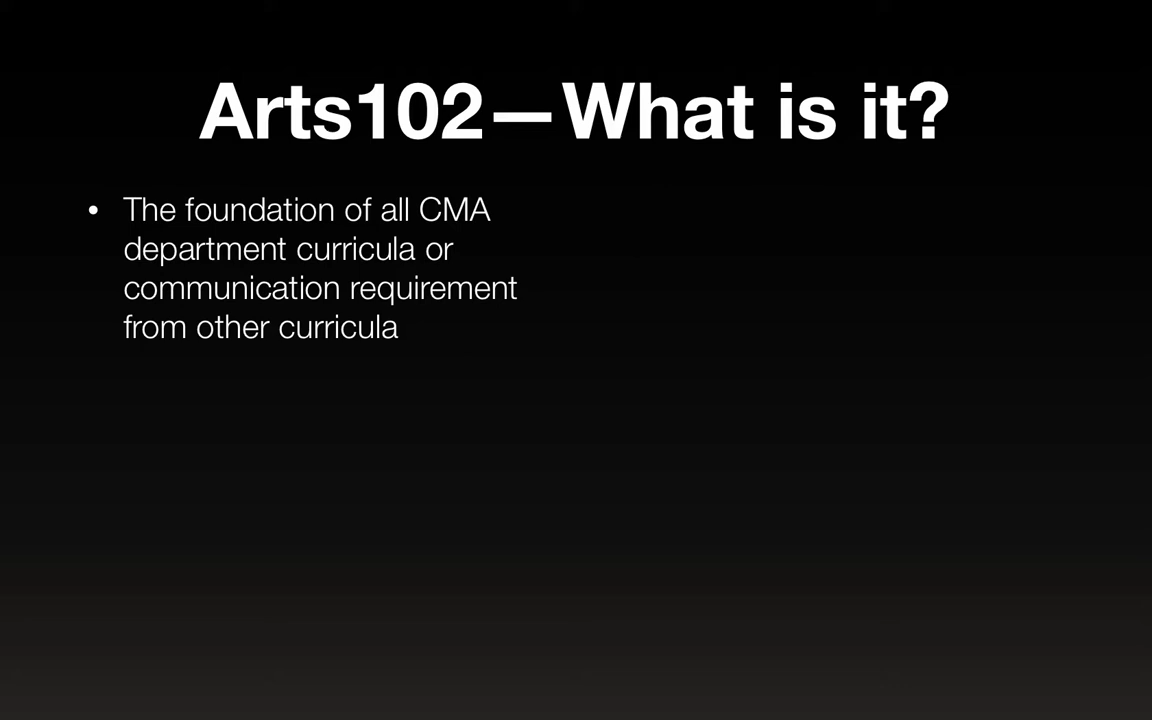 Arts102—What is it?
• The foundation of all CMA
department curricula or
communication requirement
from other curricula